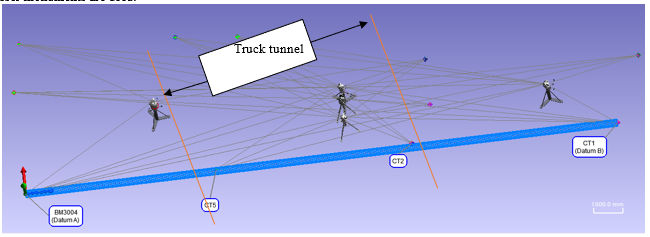 Truck tunnel
CT1
(Datum B)
CT2
CT5
BM3004
(Datum A)
1000.0 mm